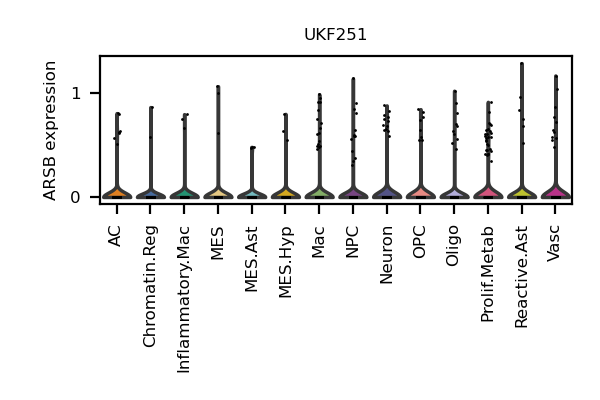 UKF251
ARSB expression
1
0
AC
Chromatin.Reg
Inflammatory.Mac
MES
MES.Ast
MES.Hyp
Mac
NPC
Neuron
OPC
Oligo
Prolif.Metab
Reactive.Ast
Vasc